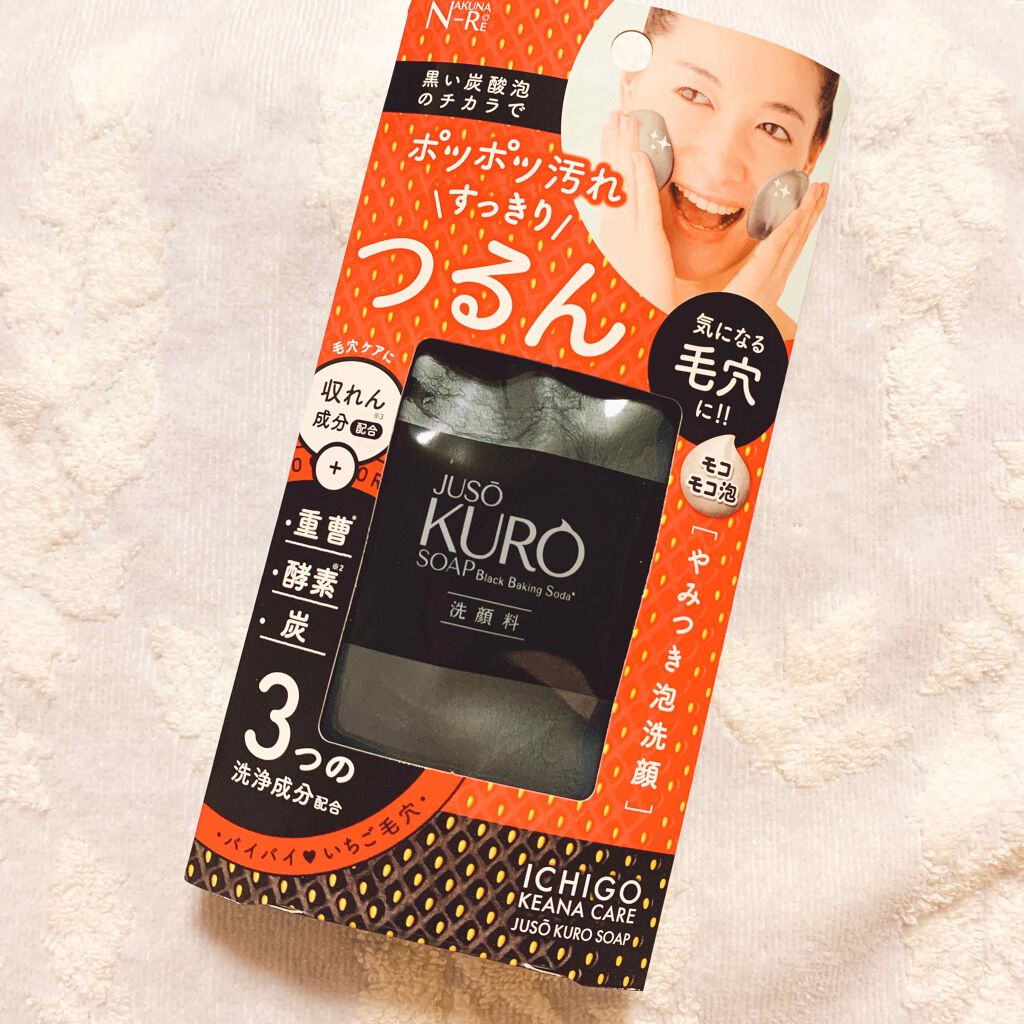 NAKUNA-RE
黒い炭酸泡
のチカラで
ポツポツ汚れ
\すっきり/
つるん
気になる
毛穴
に!!
モコ
モコ泡
[やみつき泡洗顔]
毛穴ケアに
収れん
成分 配合
※3
+
・重曹*
・酵素※2
・炭
3つの
洗浄成分配合
・バイバイ♥いちご毛穴・
JUSŌ
KURO
SOAP Black Baking Soda*
洗顔料
ICHIGO
KEANA CARE
JUSÕ KURO SOAP